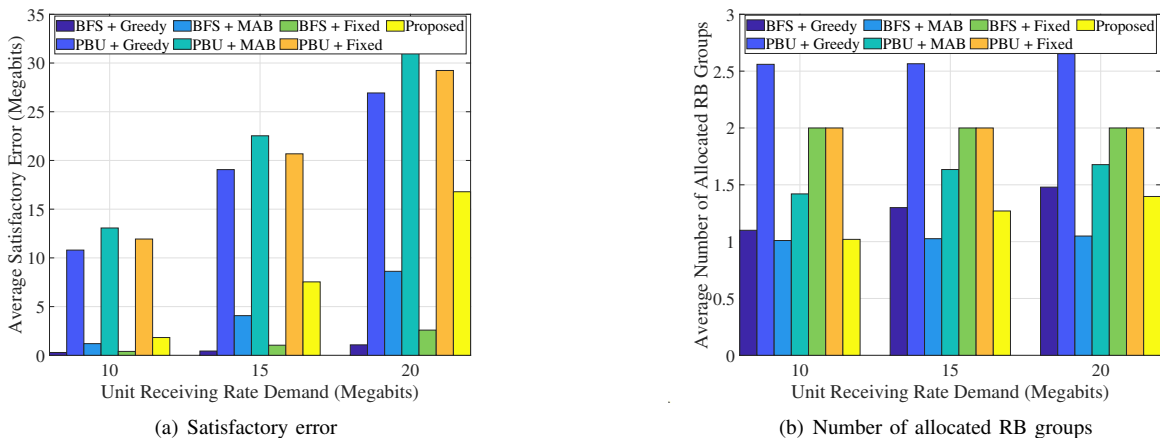 BFS + Greedy BFS + MAB BFS + Fixed Proposed
PBU + Greedy PBU + MAB PBU + Fixed
35
30
25
20
15
10
5
0
Average Satisfactory Error (Megabits)
10 15 20
Unit Receiving Rate Demand (Megabits)
(a) Satisfactory error
BFS + Greedy BFS + MAB BFS + Fixed Proposed
PBU + Greedy PBU + MAB PBU + Fixed
3
2.5
2
1.5
1
0.5
0
Average Number of Allocated RB Groups
10 15 20
Unit Receiving Rate Demand (Megabits)
(b) Number of allocated RB groups